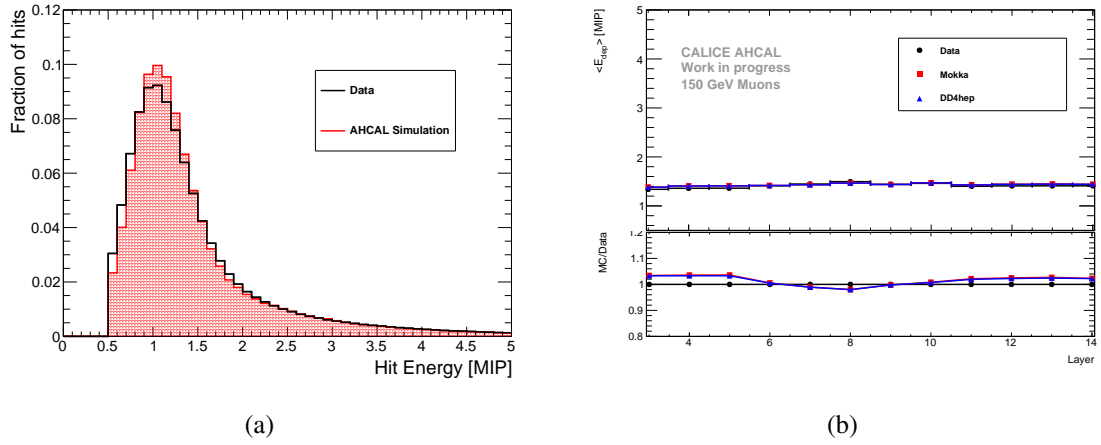 Fraction of hits
0.12
0.1
0.08
0.06
0.04
0.02
0
0 0.5 1 1.5 2 2.5 3 3.5 4 4.5 5
Hit Energy [MIP]
Data
AHCAL Simulation
(a)
<E_dep> [MIP]
5
4
3
2
1
CALICE AHCAL
Work in progress
150 GeV Muons
Data
Mokka
DD4hep
MC/Data
1.2
1.1
1
0.9
0.8
4 6 8 10 12 14
Layer
(b)